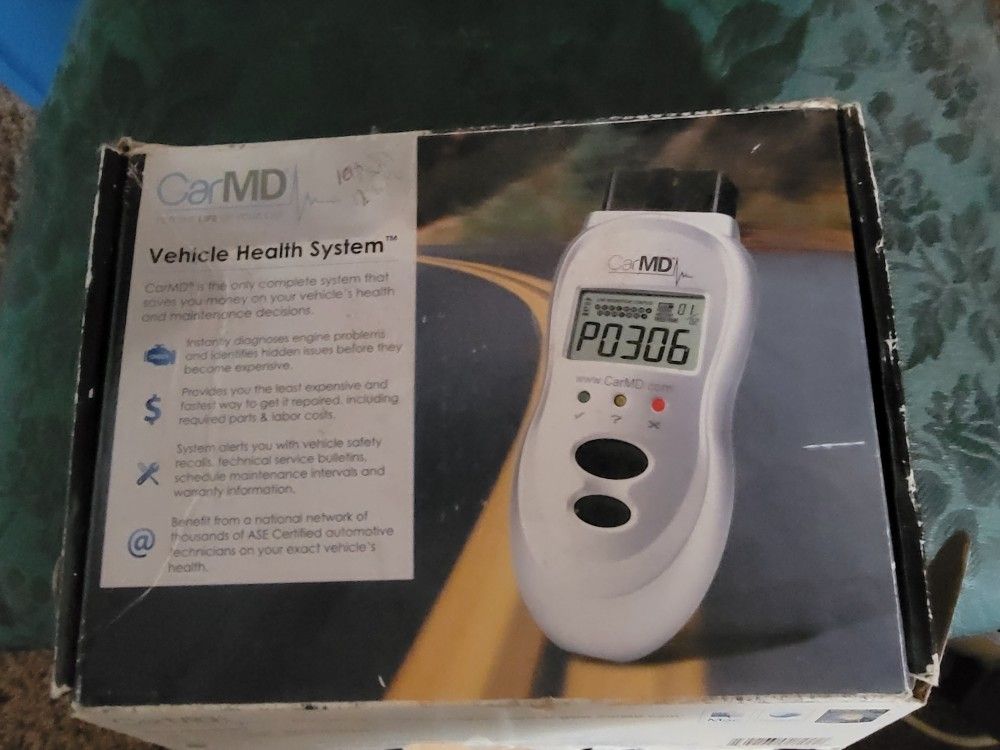 CarMD
Vehicle Health System™
CarMD® is the only complete system that
saves you money on your vehicle's health
and maintenance decisions.
Instantly diagnoses engine problems
and identifies hidden issues before they
become expensive.
$
Provides you the least expensive and
fastest way to get it repaired, including
required parts & labor costs.
System alerts you with vehicle safety
recalls, technical service bulletins,
schedule maintenance intervals and
warranty information.
@
Benefit from a national network of
thousands of ASE Certified automotive
technicians on your exact vehicle's
health.
CarMD
01
P0306
www.CarMD.com
✓ ? ×
Mac